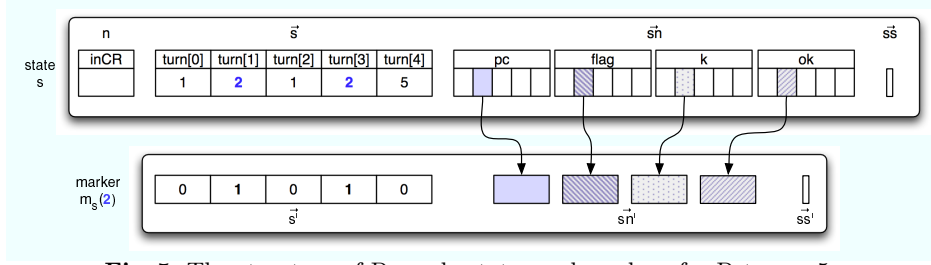 n s⃗ sn⃗ ss⃗
state s
inCR turn[0] turn[1] turn[2] turn[3] turn[4] pc flag k ok
1 2 1 2 5
marker mₛ(2)
0 1 0 1 0
s⃗' sn⃗' ss⃗'